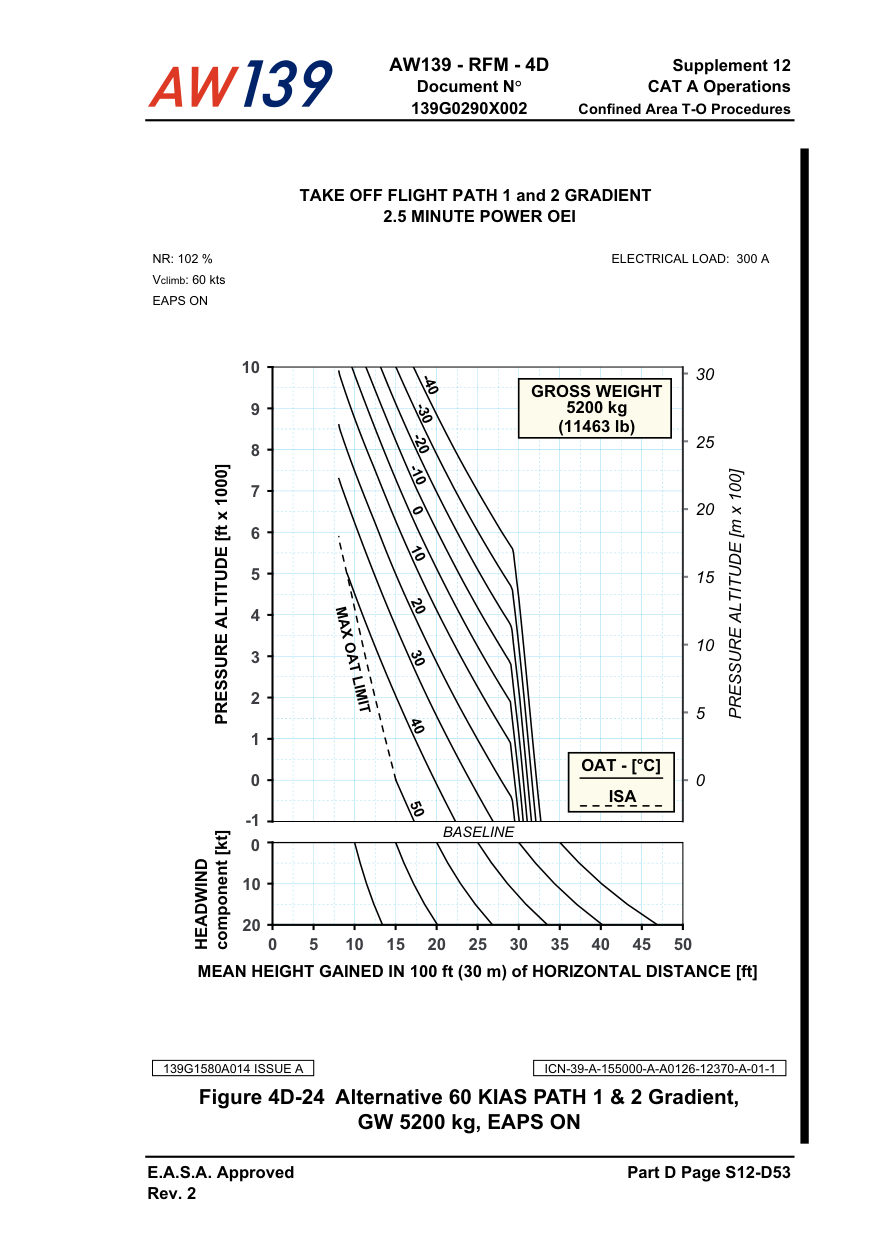 AW139
AW139 - RFM - 4D
Document N°
139G0290X002
Supplement 12
CAT A Operations
Confined Area T-O Procedures
TAKE OFF FLIGHT PATH 1 and 2 GRADIENT
2.5 MINUTE POWER OEI
NR: 102 %
Vclimb: 60 kts
EAPS ON
ELECTRICAL LOAD: 300 A
PRESSURE ALTITUDE [ft x 1000]
10
9
8
7
6
5
4
3
2
1
0
-1
-40
-30
-20
-10
0
10
20
30
40
50
MAX OAT LIMIT
GROSS WEIGHT
5200 kg
(11463 lb)
OAT - [°C]
ISA
30
25
20
15
10
5
0
PRESSURE ALTITUDE [m x 100]
BASELINE
HEADWIND
component [kt]
0
10
20
0 5 10 15 20 25 30 35 40 45 50
MEAN HEIGHT GAINED IN 100 ft (30 m) of HORIZONTAL DISTANCE [ft]
139G1580A014 ISSUE A
ICN-39-A-155000-A-A0126-12370-A-01-1
Figure 4D-24 Alternative 60 KIAS PATH 1 & 2 Gradient,
GW 5200 kg, EAPS ON
E.A.S.A. Approved
Rev. 2
Part D Page S12-D53